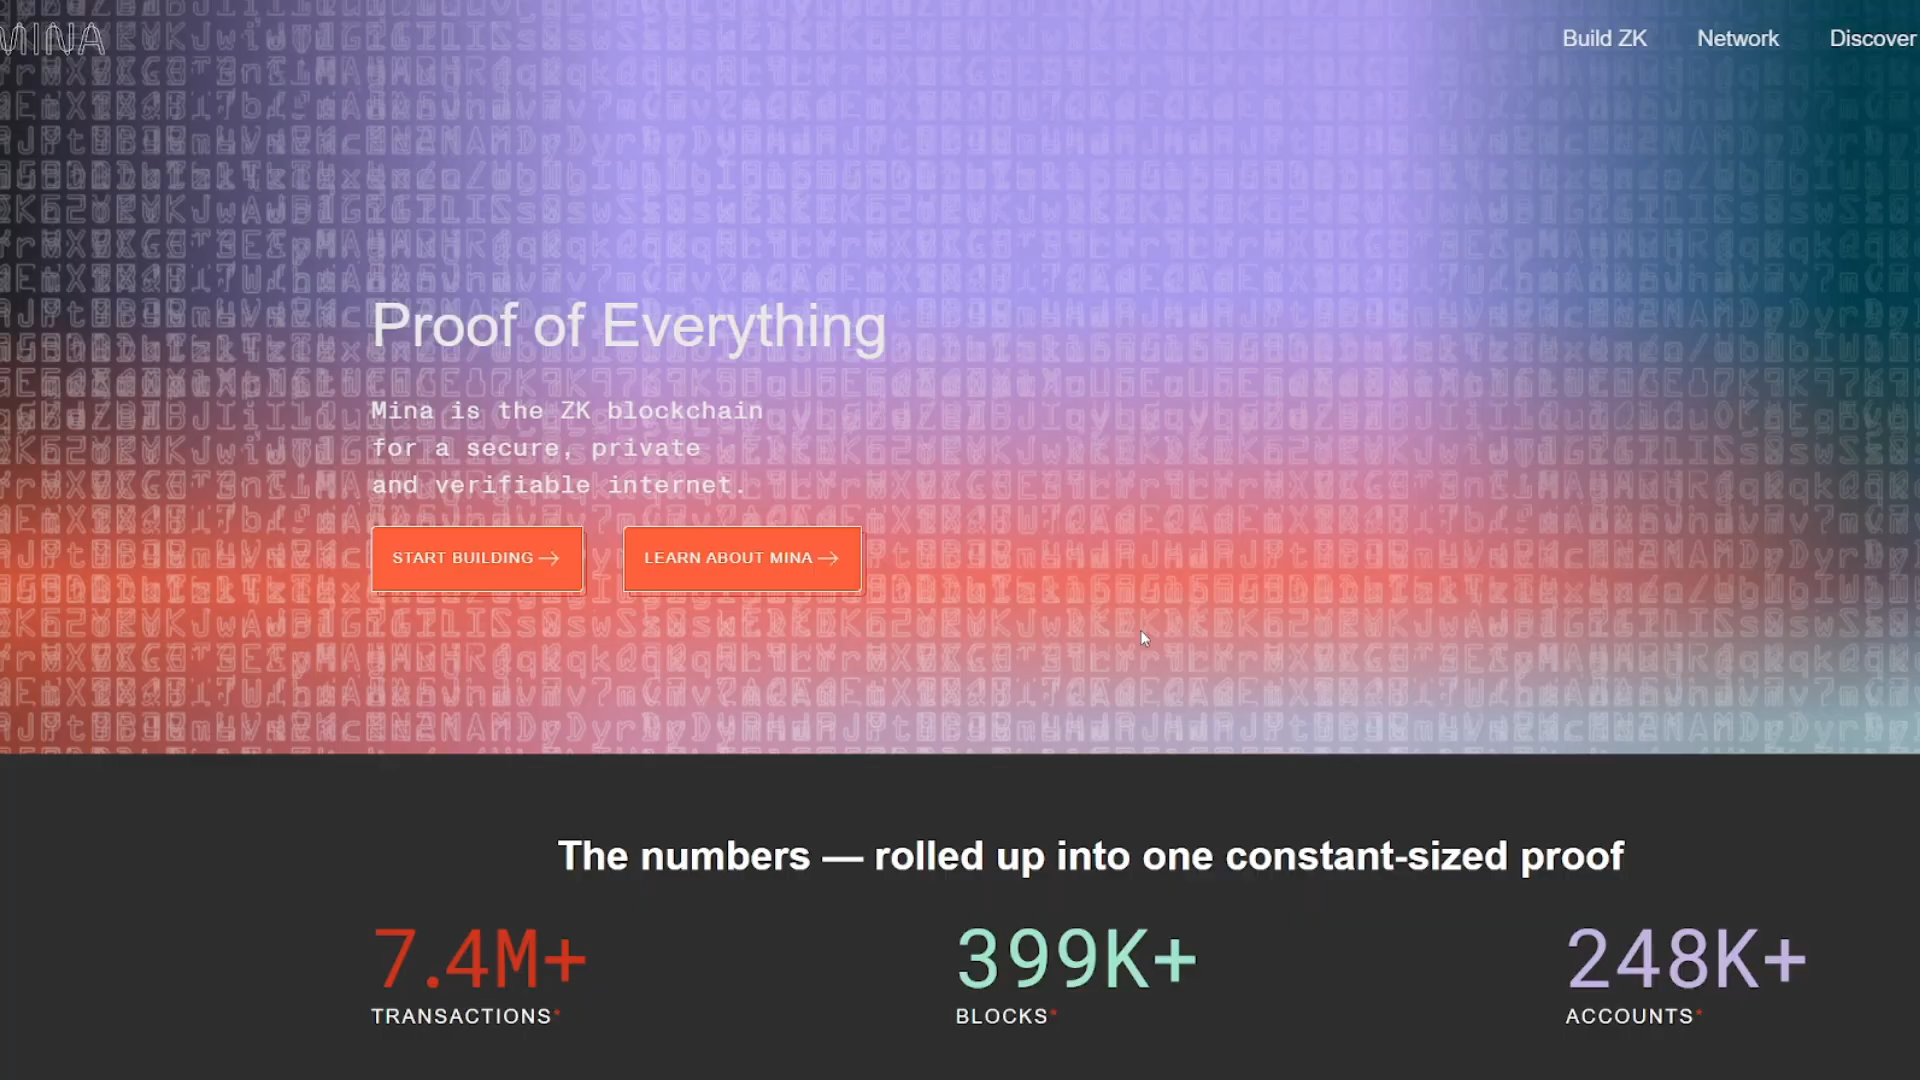 MINA
Build ZK
Network
Discover
Proof of Everything
Mina is the ZK blockchain
for a secure, private
and verifiable internet.
START BUILDING →
LEARN ABOUT MINA →
The numbers — rolled up into one constant-sized proof
7.4M+
399K+
248K+
TRANSACTIONS*
BLOCKS*
ACCOUNTS*